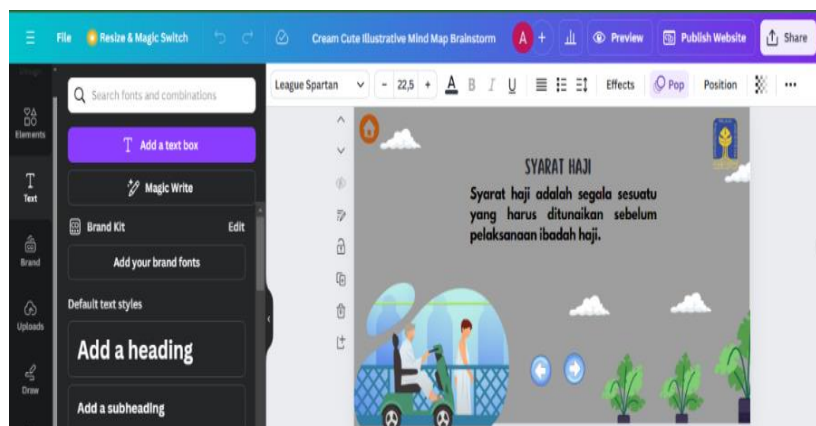 File
Resize & Magic Switch
Cream Cute Illustrative Mind Map Brainstorm
A
+
Preview
Publish Website
Share
Search fonts and combinations
League Spartan
- 22,5 +
A B I U
Effects
Pop
Position
Elements
T Add a text box
T
Text
Magic Write
Brand Kit
Edit
Brand
Add your brand fonts
Uploads
Default text styles
Draw
Add a heading
Add a subheading
SYARAT HAJI
Syarat haji adalah segala sesuatu
yang harus ditunaikan sebelum
pelaksanaan ibadah haji.